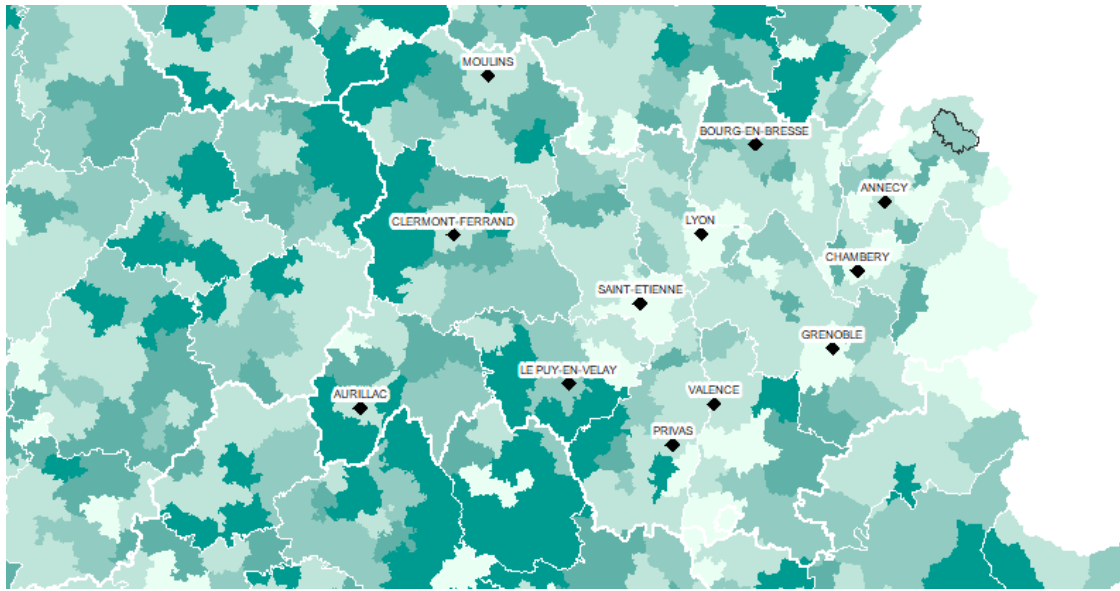 MOULINS
BOURG-EN-BRESSE
ANNECY
CLERMONT-FERRAND
LYON
CHAMBERY
SAINT-ETIENNE
GRENOBLE
LE PUY-EN-VELAY
AURILLAC
VALENCE
PRIVAS